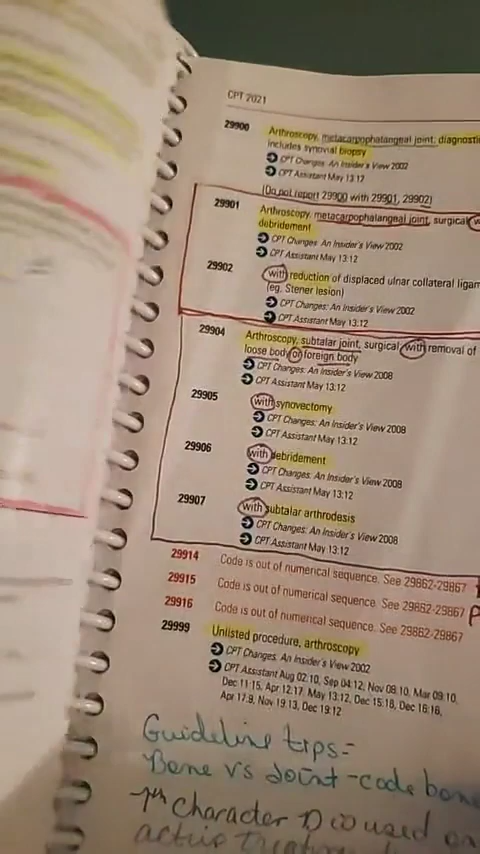 CPT 2021
29900 Arthroscopy, metacarpophalangeal joint, diagnostic
includes synovial biopsy
CPT Changes: An Insider's View 2002
CPT Assistant May 13:12
(Do not report 29900 with 29901, 29902)
29901 Arthroscopy, metacarpophalangeal joint, surgical
debridement
CPT Changes: An Insider's View 2002
CPT Assistant May 13:12
29902 with reduction of displaced ulnar collateral
(eg, Stener lesion)
CPT Changes: An Insider's View 2002
CPT Assistant May 13:12
29904 Arthroscopy, subtalar joint, surgical, with removal of
loose body or foreign body
CPT Changes: An Insider's View 2008
CPT Assistant May 13:12
29905 with synovectomy
CPT Changes: An Insider's View 2008
CPT Assistant May 13:12
29906 with debridement
CPT Changes: An Insider's View 2008
CPT Assistant May 13:12
29907 with subtalar arthrodesis
CPT Changes: An Insider's View 2008
CPT Assistant May 13:12
29914 Code is out of numerical sequence. See 29862-29867
29915 Code is out of numerical sequence. See 29862-29867
29916 Code is out of numerical sequence. See 29862-29867
29999 Unlisted procedure, arthroscopy
CPT Changes: An Insider's View 2002
CPT Assistant Aug 02:10, Sep 04:12, Nov 08:10, Mar 09:10,
Dec 11:15, Apr 12:17, May 13:12, Dec 15:18, Dec 16:16,
Apr 17:9, Nov 19:13, Dec 19:12
Guideline tips-
Bone vs Joint-code bone
7th character used
active